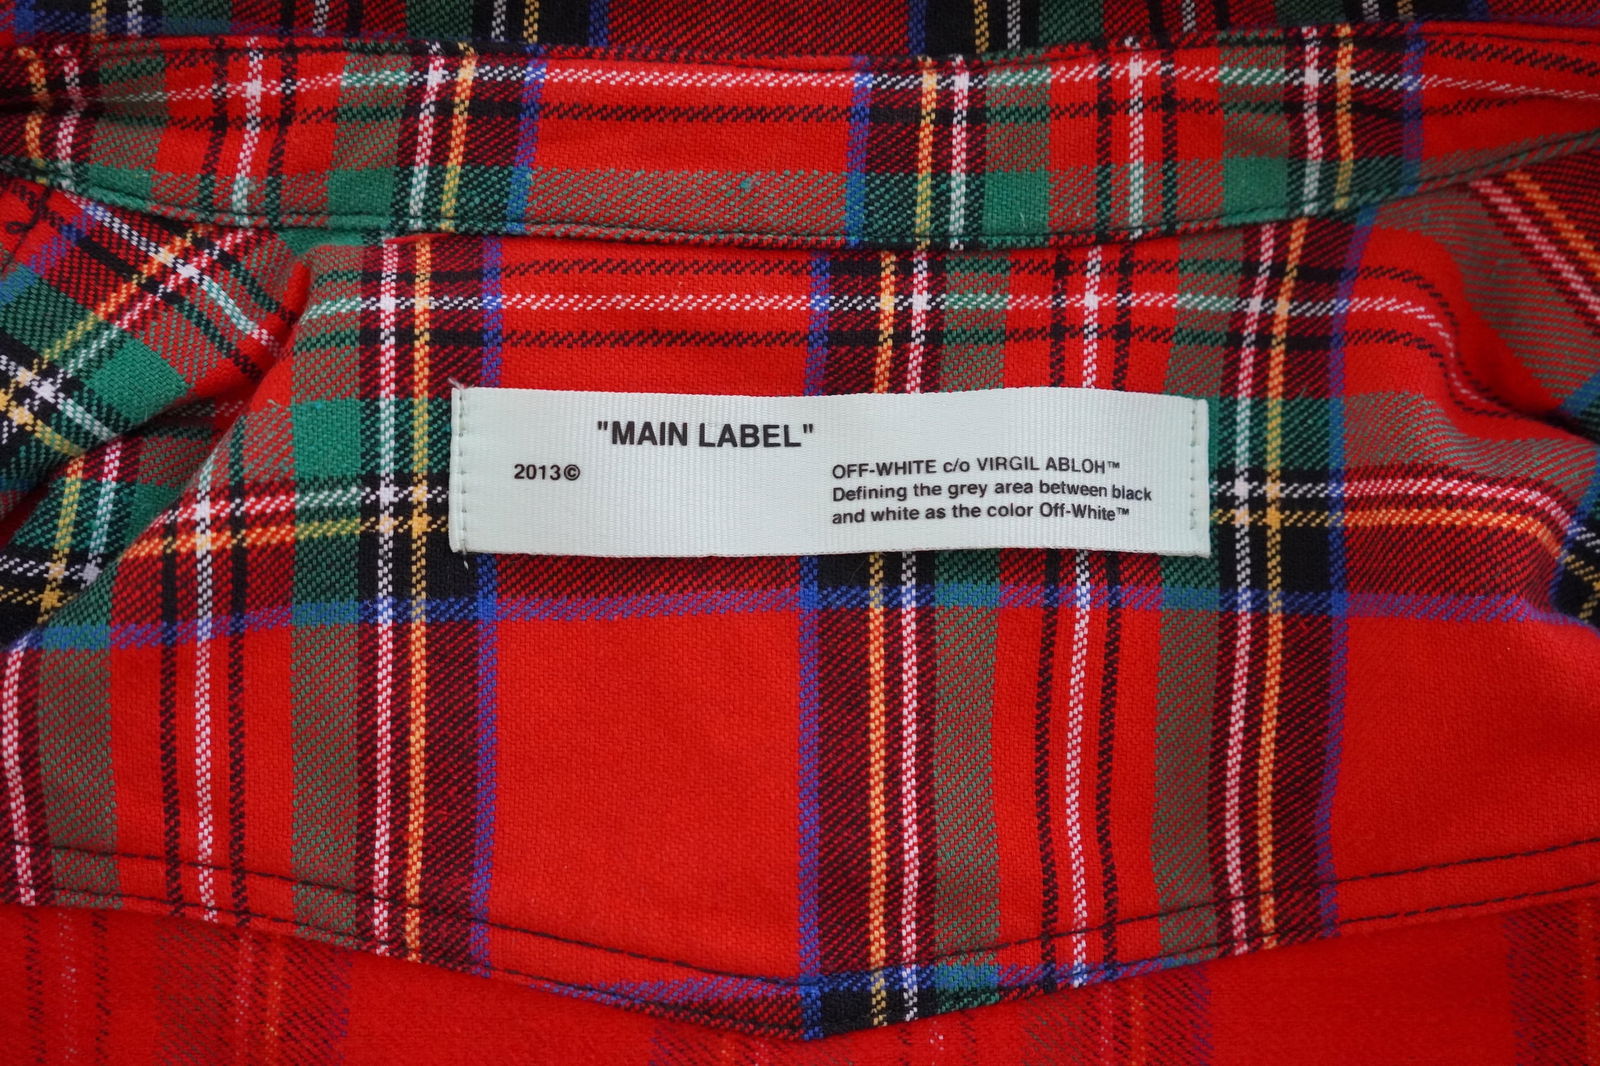 "MAIN LABEL"
2013©
OFF-WHITE c/o VIRGIL ABLOH™
Defining the grey area between black
and white as the color Off-White™